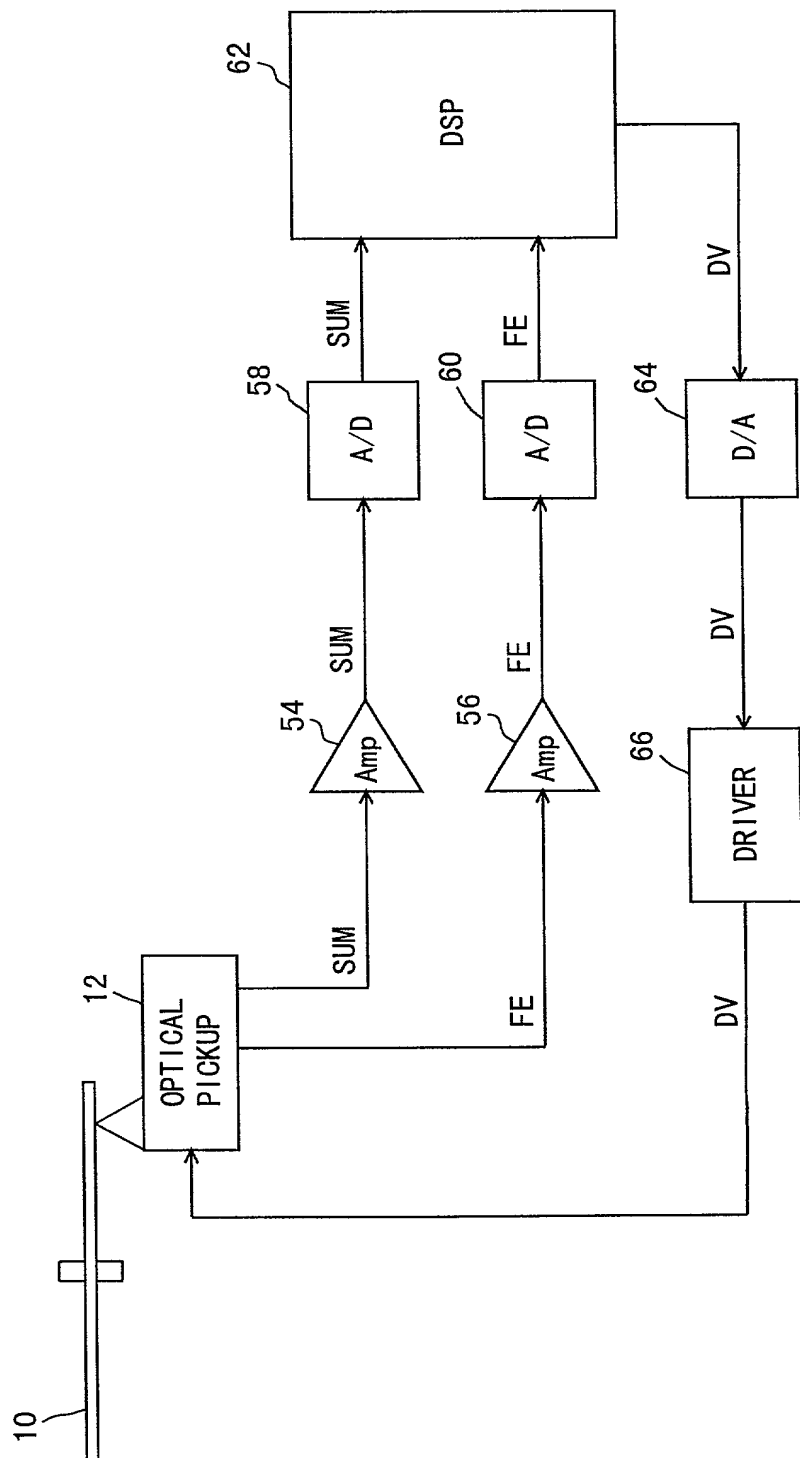 10
12
OPTICAL
PICKUP
SUM
54
Amp
SUM
58
A/D
SUM
62
DSP
FE
56
Amp
FE
60
A/D
FE
DV
66
DRIVER
DV
64
D/A
DV